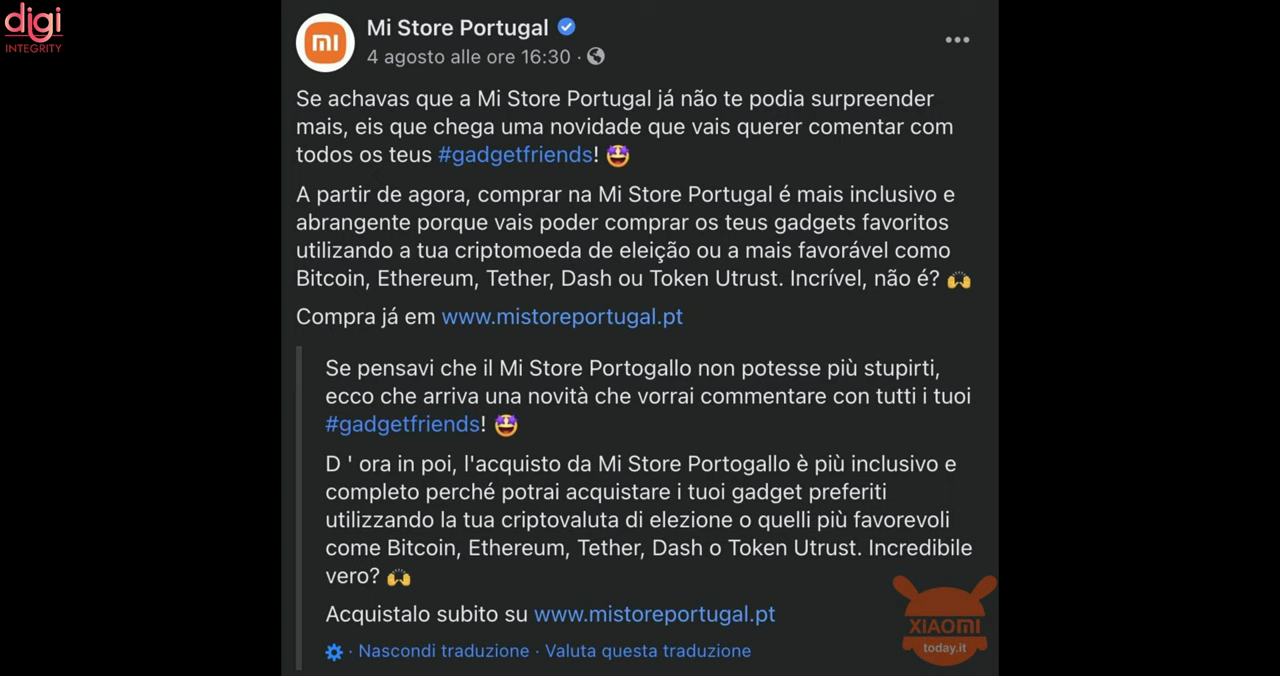 digi
INTEGRITY
Mi Store Portugal
4 agosto alle ore 16:30 ·
Se achavas que a Mi Store Portugal já não te podia surpreender
mais, eis que chega uma novidade que vais querer comentar com
todos os teus #gadgetfriends! 🤩
A partir de agora, comprar na Mi Store Portugal é mais inclusivo e
abrangente porque vais poder comprar os teus gadgets favoritos
utilizando a tua criptomoeda de eleição ou a mais favorável como
Bitcoin, Ethereum, Tether, Dash ou Token Utrust. Incrível, não é? 🙌
Compra já em www.mistoreportugal.pt
Se pensavi che il Mi Store Portogallo non potesse più stupirti,
ecco che arriva una novità che vorrai commentare con tutti i tuoi
#gadgetfriends! 🤩
D ' ora in poi, l'acquisto da Mi Store Portogallo è più inclusivo e
completo perché potrai acquistare i tuoi gadget preferiti
utilizzando la tua criptovaluta di elezione o quelli più favorevoli
come Bitcoin, Ethereum, Tether, Dash o Token Utrust. Incredibile
vero? 🙌
Acquistalo subito su www.mistoreportugal.pt
· Nascondi traduzione · Valuta questa traduzione
XIAOMI
today.it